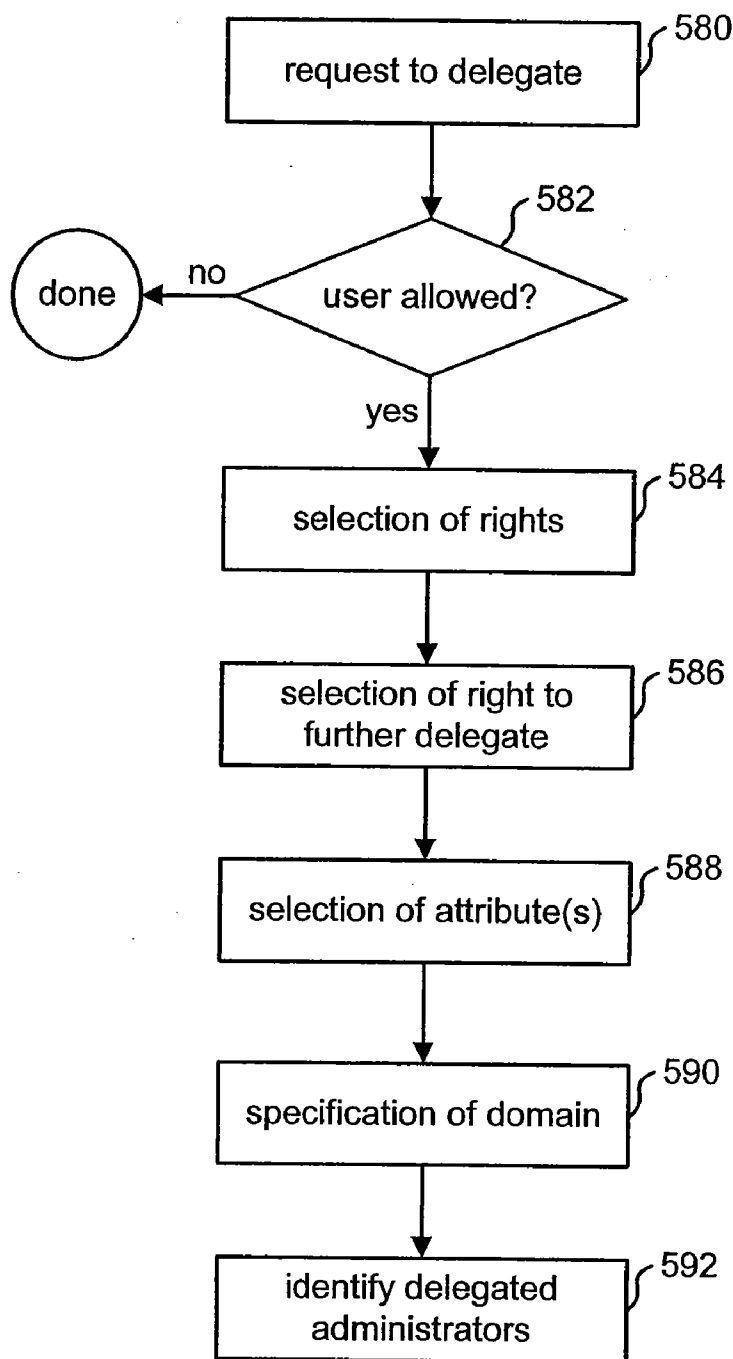 580
request to delegate
582
done
no
user allowed?
yes
584
selection of rights
586
selection of right to
further delegate
588
selection of attribute(s)
590
specification of domain
592
identify delegated
administrators